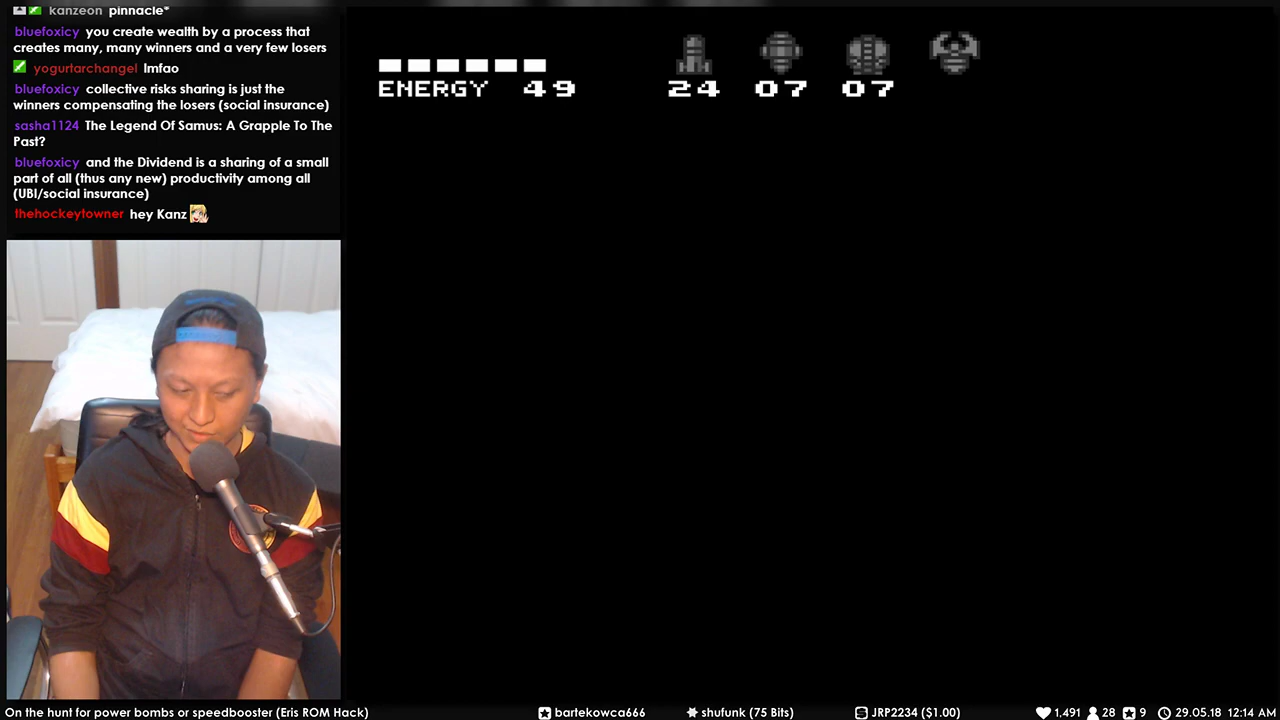 kanzeon pinnacle*
bluefoxicy you create wealth by a process that
creates many, many winners and a very few losers
yogurtarchangel lmfao
bluefoxicy collective risks sharing is just the
winners compensating the losers (social insurance)
sasha1124 The Legend Of Samus: A Grapple To The
Past?
bluefoxicy and the Dividend is a sharing of a small
part of all (thus any new) productivity among all
(UBI/social insurance)
thehockeytowner hey Kanz
ENERGY 49 24 07 07
On the hunt for power bombs or speedbooster (Eris ROM Hack) bartekowca666 shufunk (75 Bits) JRP2234 ($1.00) 1,491 28 9 29.05.18 12:14 AM